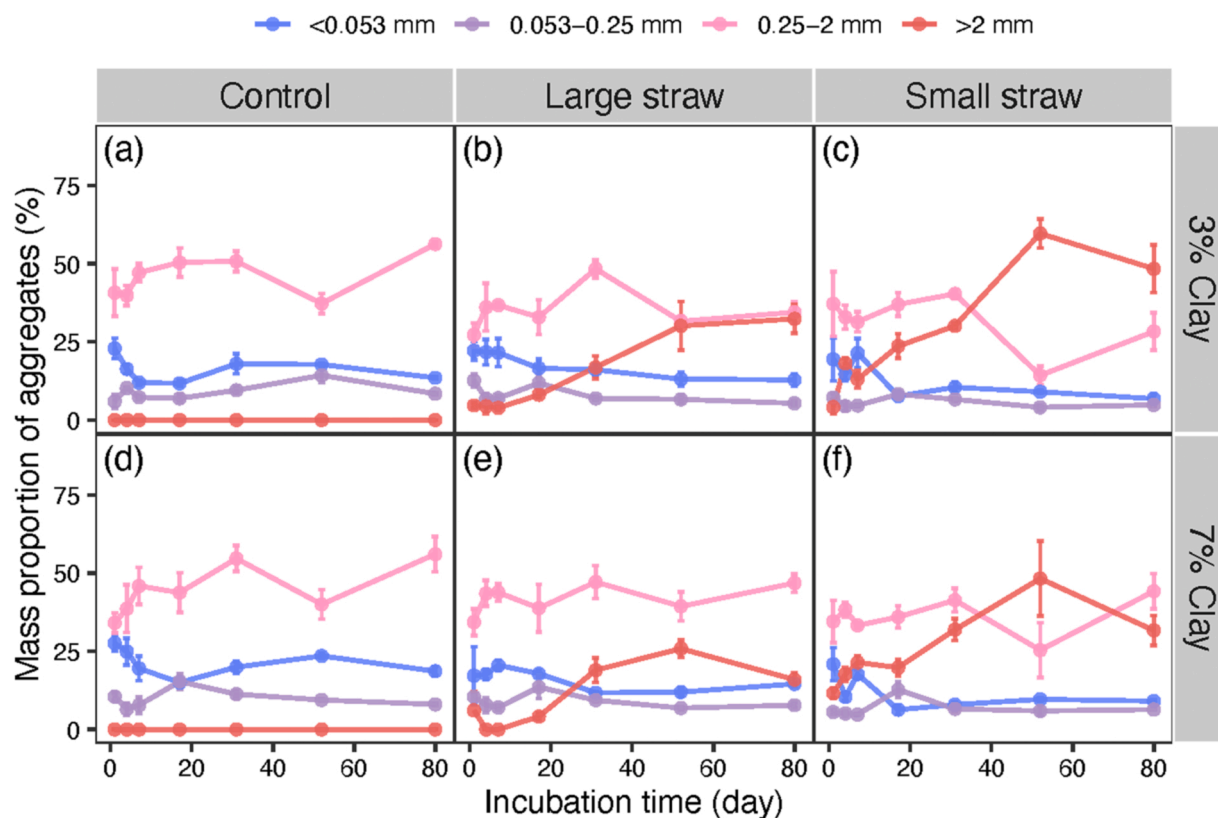 <0.053 mm 0.053–0.25 mm 0.25–2 mm >2 mm
Control Large straw Small straw
(a) (b) (c)
75
50
25
0
3% Clay
(d) (e) (f)
75
50
25
0
7% Clay
Mass proportion of aggregates (%)
0 20 40 60 80 0 20 40 60 80 0 20 40 60 80
Incubation time (day)